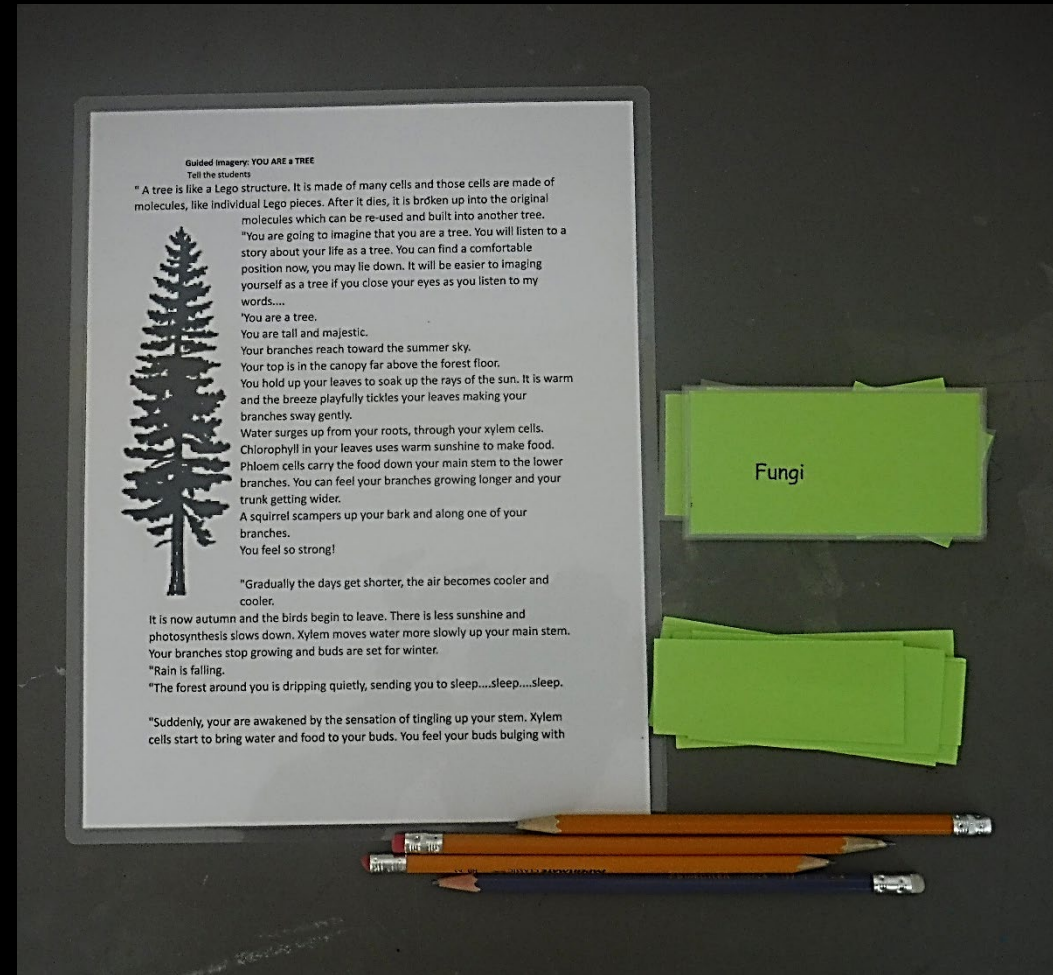 Guided Imagery: YOU ARE a TREE
Tell the students
" A tree is like a Lego structure. It is made of many cells and those cells are made of
molecules, like individual Lego pieces. After it dies, it is broken up into the original
molecules which can be re-used and built into another tree.
"You are going to imagine that you are a tree. You will listen to a
story about your life as a tree. You can find a comfortable
position now, you may lie down. It will be easier to imaging
yourself as a tree if you close your eyes as you listen to my
words....
'You are a tree.
You are tall and majestic.
Your branches reach toward the summer sky.
Your top is in the canopy far above the forest floor.
You hold up your leaves to soak up the rays of the sun. It is warm
and the breeze playfully tickles your leaves making your
branches sway gently.
Water surges up from your roots, through your xylem cells.
Chlorophyll in your leaves uses warm sunshine to make food.
Phloem cells carry the food down your main stem to the lower
branches. You can feel your branches growing longer and your
trunk getting wider.
A squirrel scampers up your bark and along one of your
branches.
You feel so strong!
"Gradually the days get shorter, the air becomes cooler and
cooler.
It is now autumn and the birds begin to leave. There is less sunshine and
photosynthesis slows down. Xylem moves water more slowly up your main stem.
Your branches stop growing and buds are set for winter.
"Rain is falling.
"The forest around you is dripping quietly, sending you to sleep....sleep....sleep.
"Suddenly, your are awakened by the sensation of tingling up your stem. Xylem
cells start to bring water and food to your buds. You feel your buds bulging with
Fungi